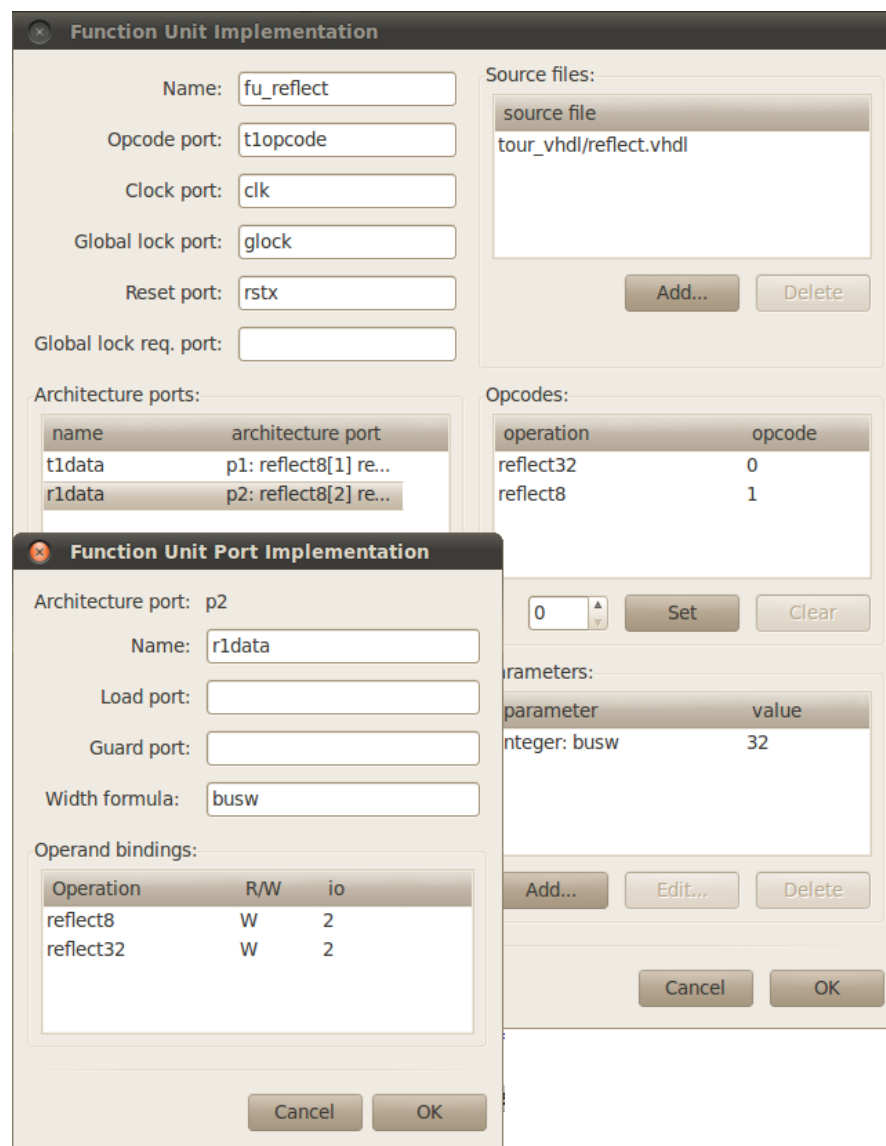 Function Unit Implementation
Name: fu_reflect
Opcode port: t1opcode
Clock port: clk
Global lock port: glock
Reset port: rstx
Global lock req. port:
Source files:
source file
tour_vhdl/reflect.vhdl
Add... Delete
Architecture ports:
name architecture port
t1data p1: reflect8[1] re...
r1data p2: reflect8[2] re...
Opcodes:
operation opcode
reflect32 0
reflect8 1
0 Set Clear
rameters:
parameter value
nteger: busw 32
Add... Edit... Delete
Cancel OK
Function Unit Port Implementation
Architecture port: p2
Name: r1data
Load port:
Guard port:
Width formula: busw
Operand bindings:
Operation R/W io
reflect8 W 2
reflect32 W 2
Cancel OK